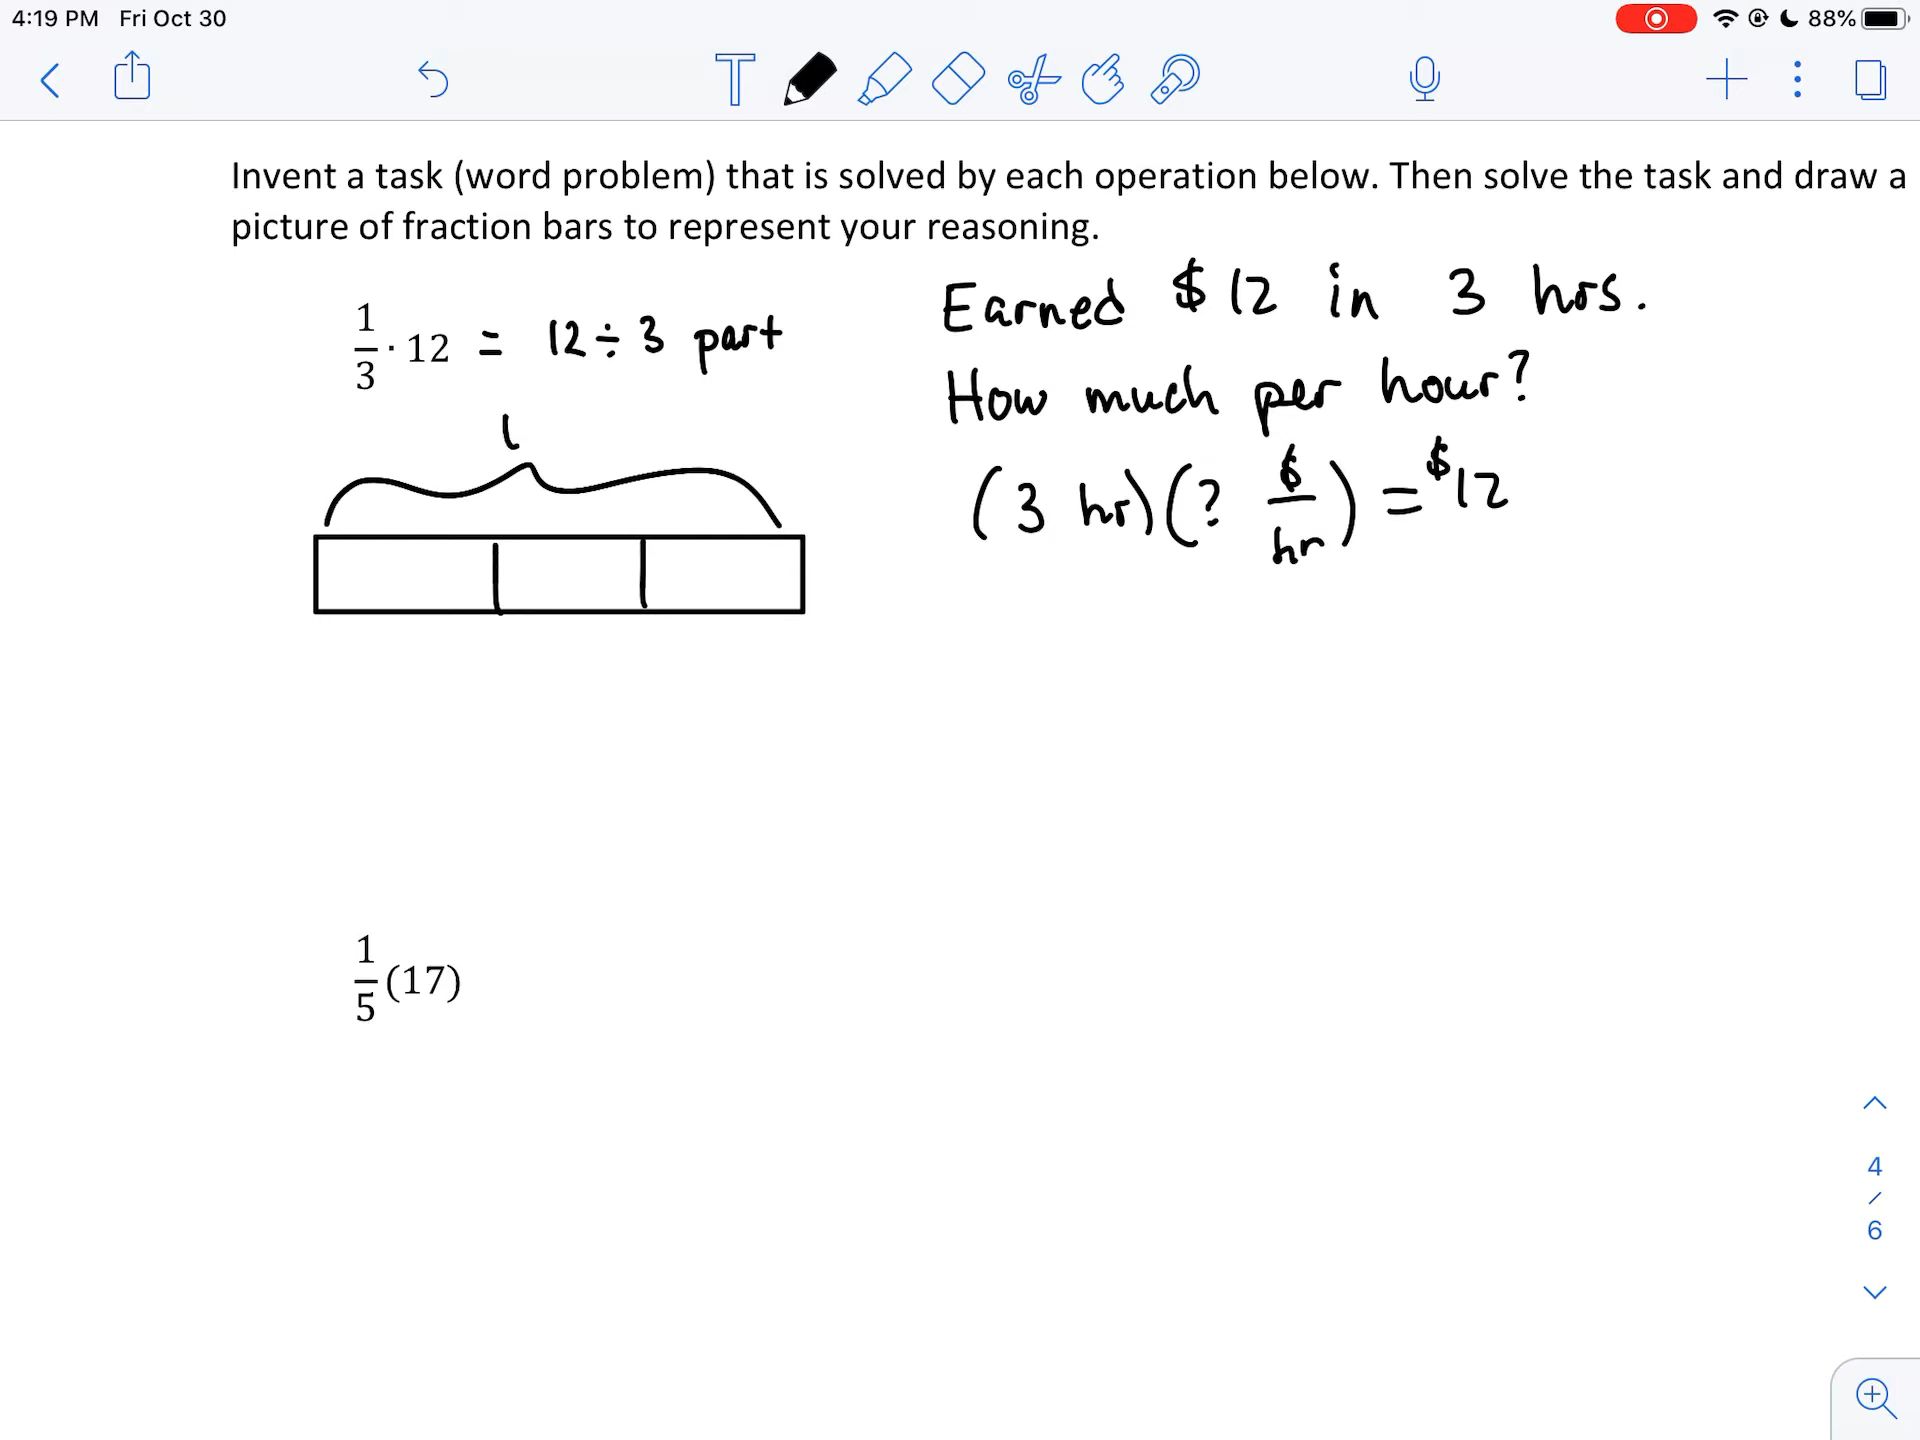 4:19 PM Fri Oct 30
88%
Invent a task (word problem) that is solved by each operation below. Then solve the task and draw a
picture of fraction bars to represent your reasoning.
1/3 · 12 = 12 ÷ 3 part
Earned $12 in 3 hrs.
How much per hour?
(3 hr)(? $/hr) = $12
1/5 (17)
4
/
6